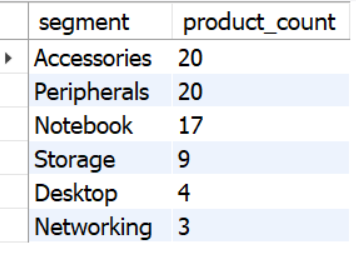 segment product_count
Accessories 20
Peripherals 20
Notebook 17
Storage 9
Desktop 4
Networking 3